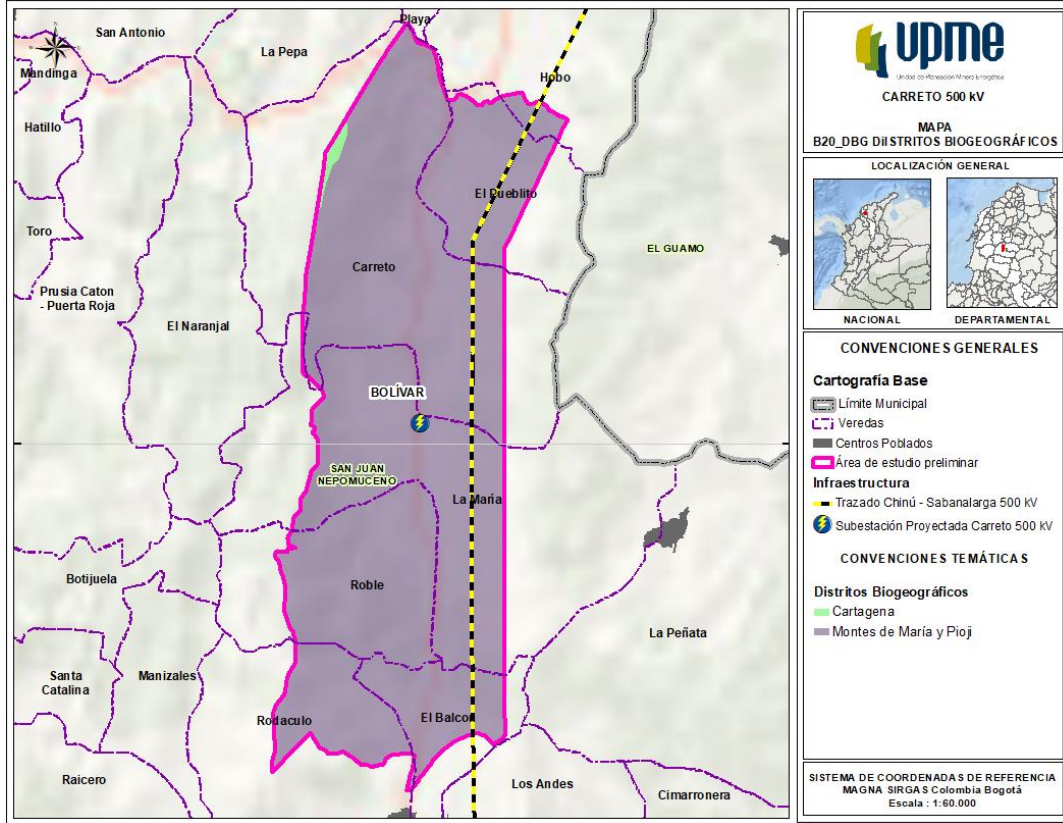 Playa
San Antonio
La Pepa
Mandinga
Hobo
Hatillo
El Pueblito
Toro
EL GUAMO
Carreto
Prusia Caton
- Puerta Roja
El Naranjal
BOLÍVAR
SAN JUAN
NEPOMUCENO
La María
Botijuela
Roble
La Peñata
Santa
Catalina
Manizales
Rodaculo
El Balcon
Raicero
Los Andes
Cimarronera
upme
Unidad de Planeación Minero Energética
CARRETO 500 kV
MAPA
B20_DBG DiISTRITOS BIOGEOGRÁFICOS
LOCALIZACIÓN GENERAL
NACIONAL
DEPARTAMENTAL
CONVENCIONES GENERALES
Cartografía Base
Límite Municipal
Veredas
Centros Poblados
Área de estudio preliminar
Infraestructura
Trazado Chinú - Sabanalarga 500 kV
Subestación Proyectada Carreto 500 kV
CONVENCIONES TEMÁTICAS
Distritos Biogeográficos
Cartagena
Montes de María y Pioji
SISTEMA DE COORDENADAS DE REFERENCIA
MAGNA SIRGAS Colombia Bogotá
Escala : 1:60.000